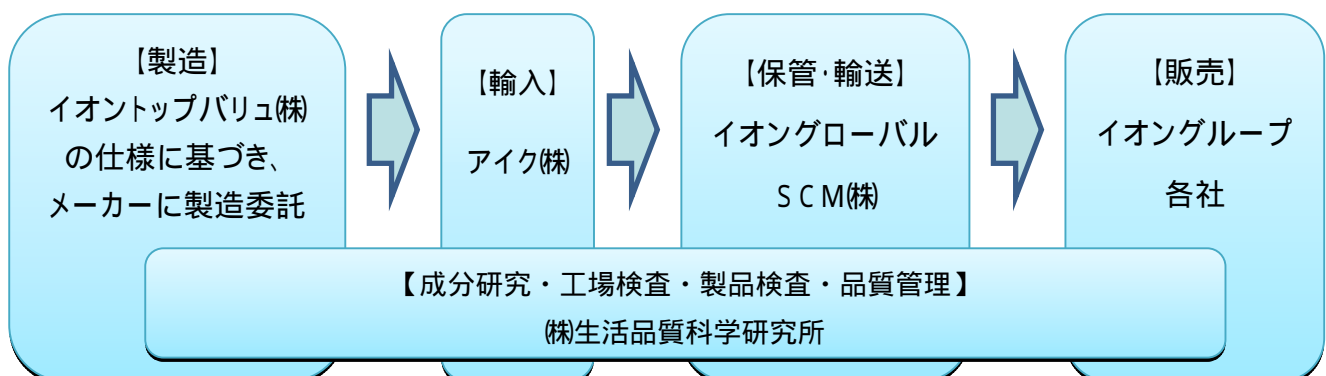 【製造】
イオントップバリュ㈱
の仕様に基づき、
メーカーに製造委託
【輸入】
アイク㈱
【保管・輸送】
イオングローバル
ＳＣＭ㈱
【販売】
イオングループ
各社
【成分研究・工場検査・製品検査・品質管理】
㈱生活品質科学研究所